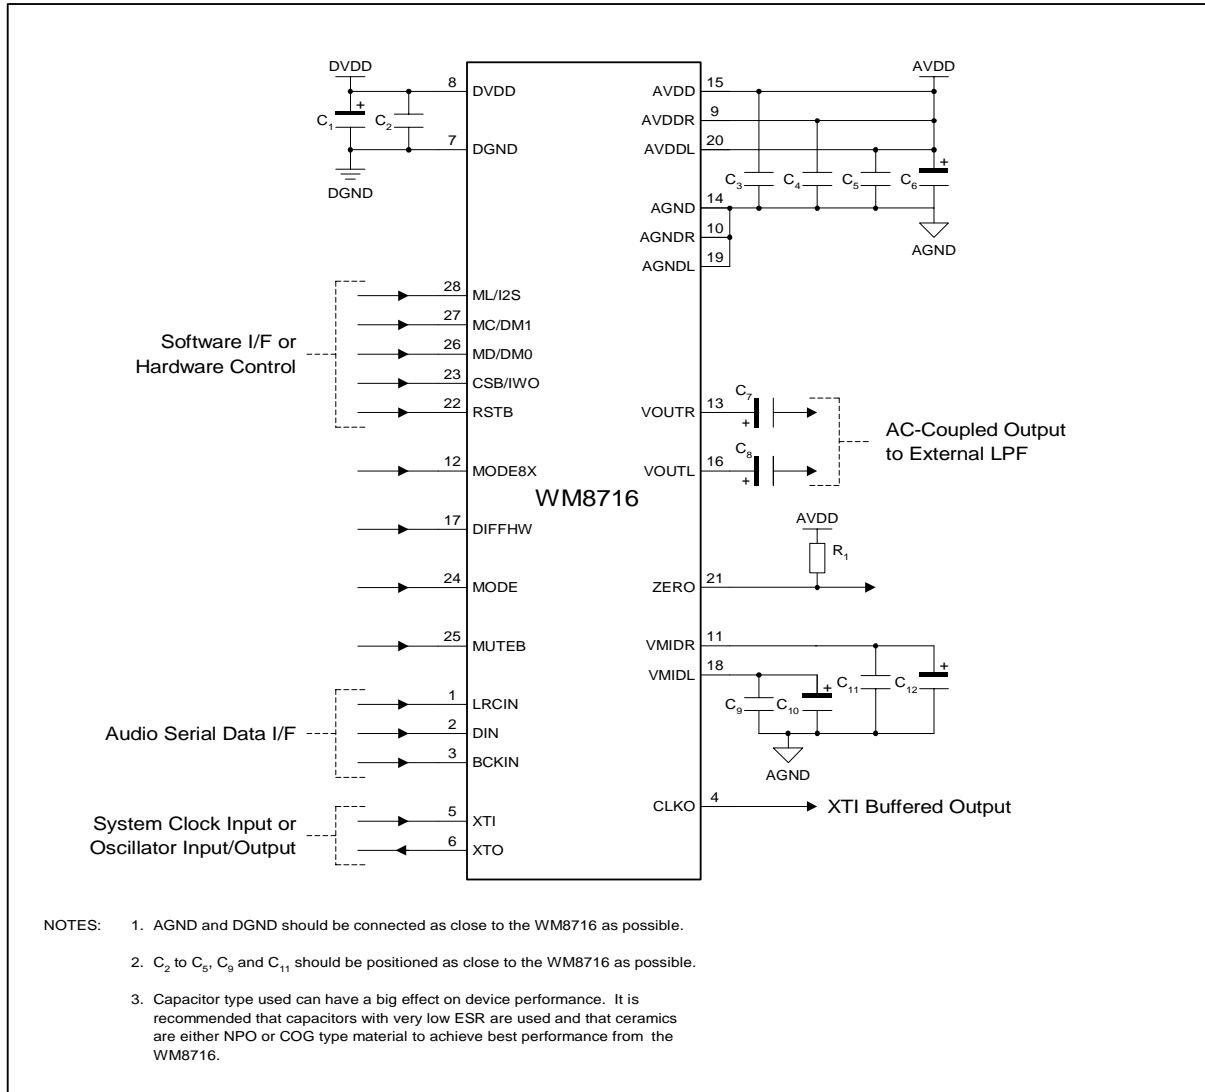 DVDD
8
DVDD
+
C1
C2
7
DGND
DGND
15
AVDD
AVDD
9
AVDDR
20
AVDDL
+
C3
C4
C5
C6
14
AGND
10
AGNDR
AGND
19
AGNDL
Software I/F or
Hardware Control
28
ML/I2S
27
MC/DM1
26
MD/DM0
23
CSB/IWO
22
RSTB
12
MODE8X
17
DIFFHW
24
MODE
25
MUTEB
Audio Serial Data I/F
1
LRCIN
2
DIN
3
BCKIN
System Clock Input or
Oscillator Input/Output
5
XTI
6
XTO
WM8716
C7
VOUTR
13
+
C8
VOUTL
16
+
AC-Coupled Output
to External LPF
AVDD
R1
ZERO
21
VMIDR
11
VMIDL
18
C9
C10
+
C11
C12
+
AGND
CLKO
4
XTI Buffered Output
NOTES: 1. AGND and DGND should be connected as close to the WM8716 as possible.
2. C2 to C5, C9 and C11 should be positioned as close to the WM8716 as possible.
3. Capacitor type used can have a big effect on device performance. It is
recommended that capacitors with very low ESR are used and that ceramics
are either NPO or COG type material to achieve best performance from the
WM8716.